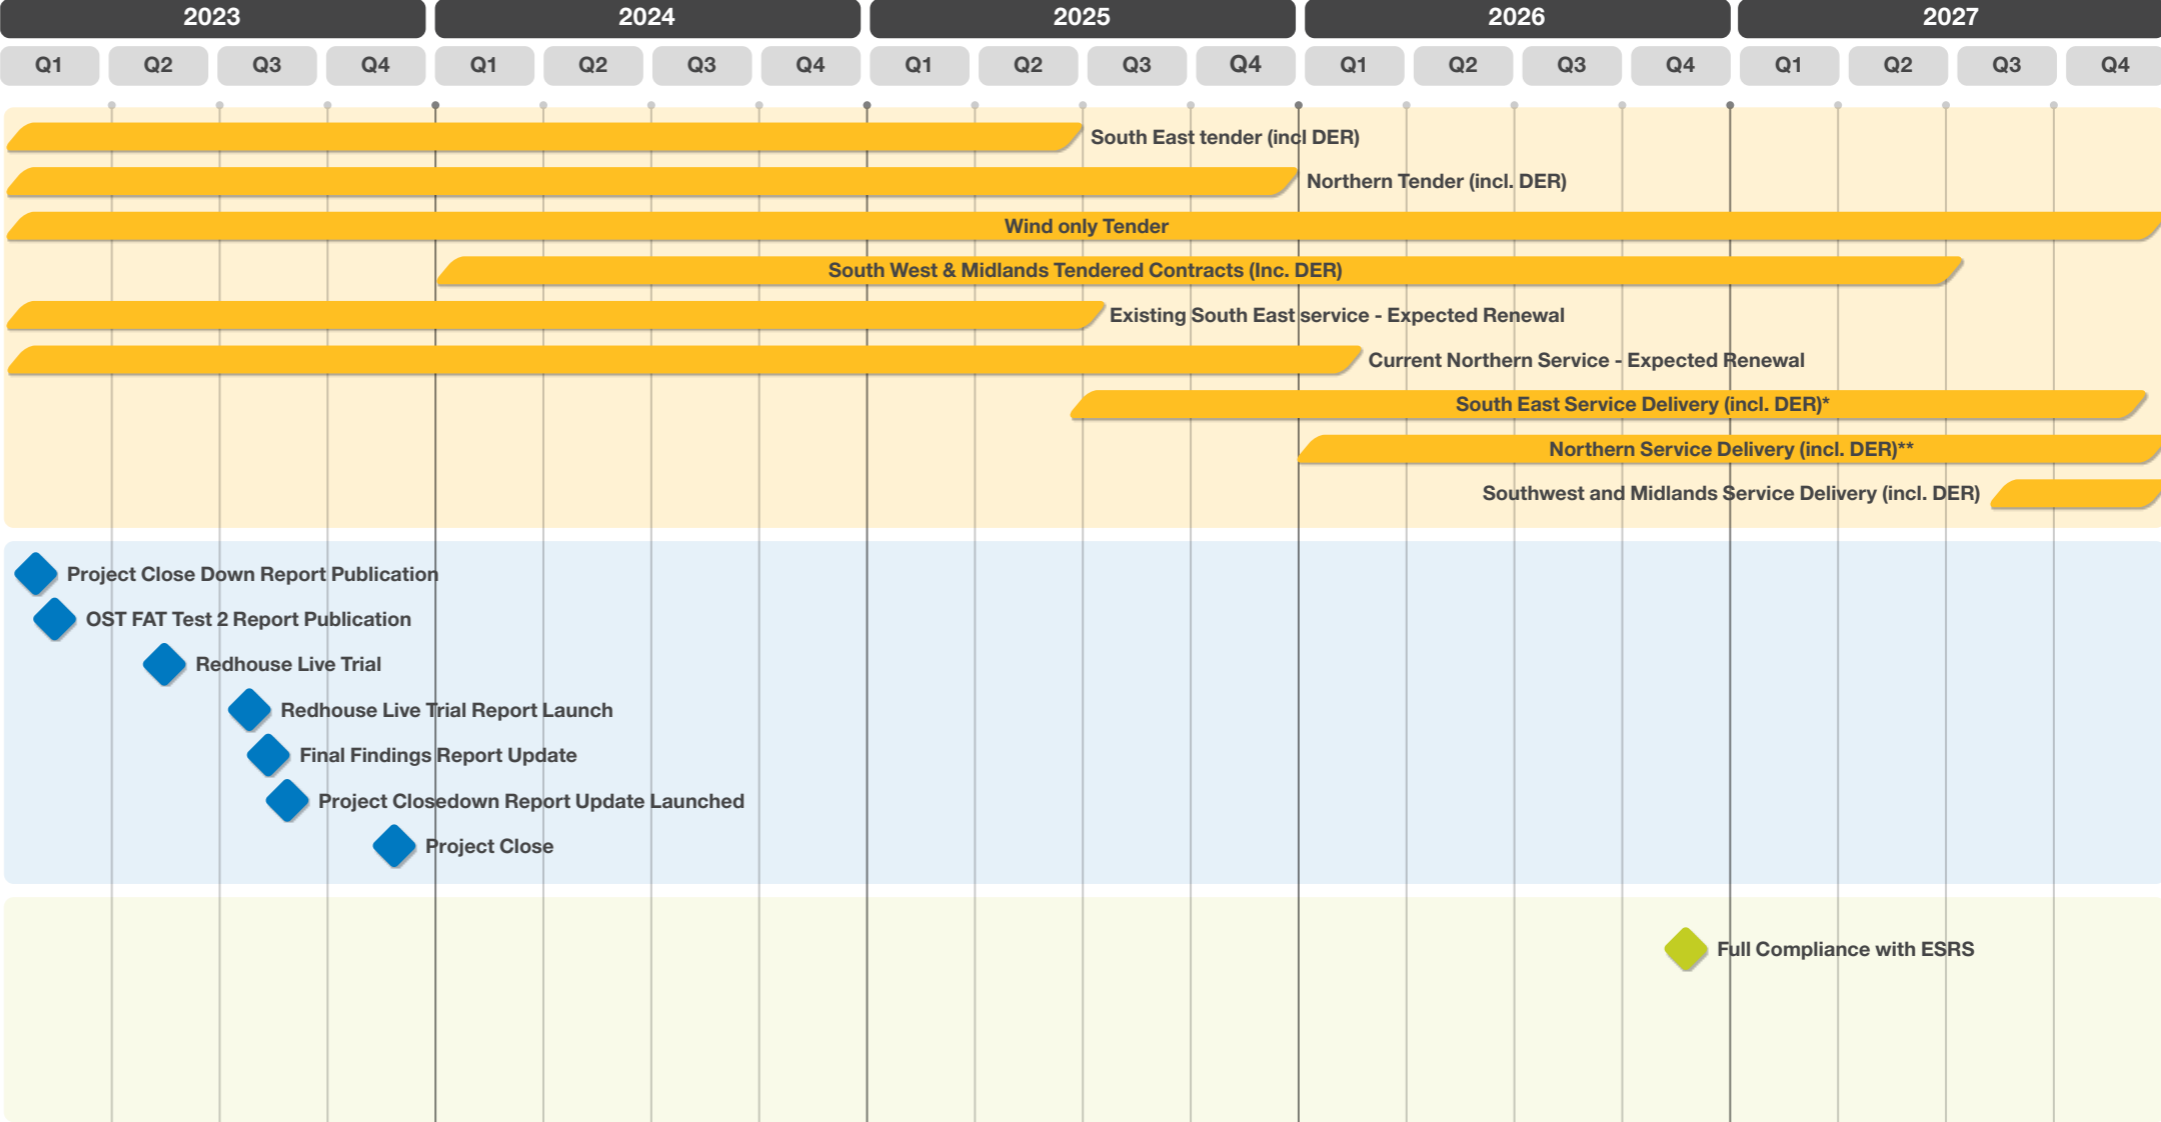 2023 2024 2025 2026 2027
Q1 Q2 Q3 Q4 Q1 Q2 Q3 Q4 Q1 Q2 Q3 Q4 Q1 Q2 Q3 Q4 Q1 Q2 Q3 Q4
South East tender (incl DER)
Northern Tender (incl. DER)
Wind only Tender
South West & Midlands Tendered Contracts (Inc. DER)
Existing South East service - Expected Renewal
Current Northern Service - Expected Renewal
South East Service Delivery (incl. DER)*
Northern Service Delivery (incl. DER)**
Southwest and Midlands Service Delivery (incl. DER)
Project Close Down Report Publication
OST FAT Test 2 Report Publication
Redhouse Live Trial
Redhouse Live Trial Report Launch
Final Findings Report Update
Project Closedown Report Update Launched
Project Close
Full Compliance with ESRS